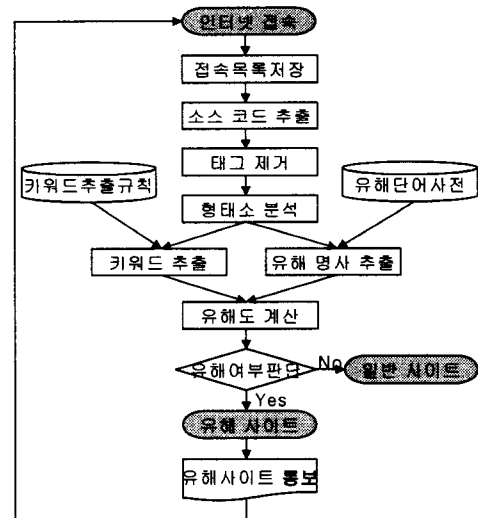 인터넷 접속
접속목록저장
소스 코드 추출
태그 제거
키워드추출규칙
유해단어사전
형태소 분석
키워드 추출
유해 명사 추출
유해도 계산
유해여부판단
No
일반 사이트
Yes
유해 사이트
유해사이트 통보